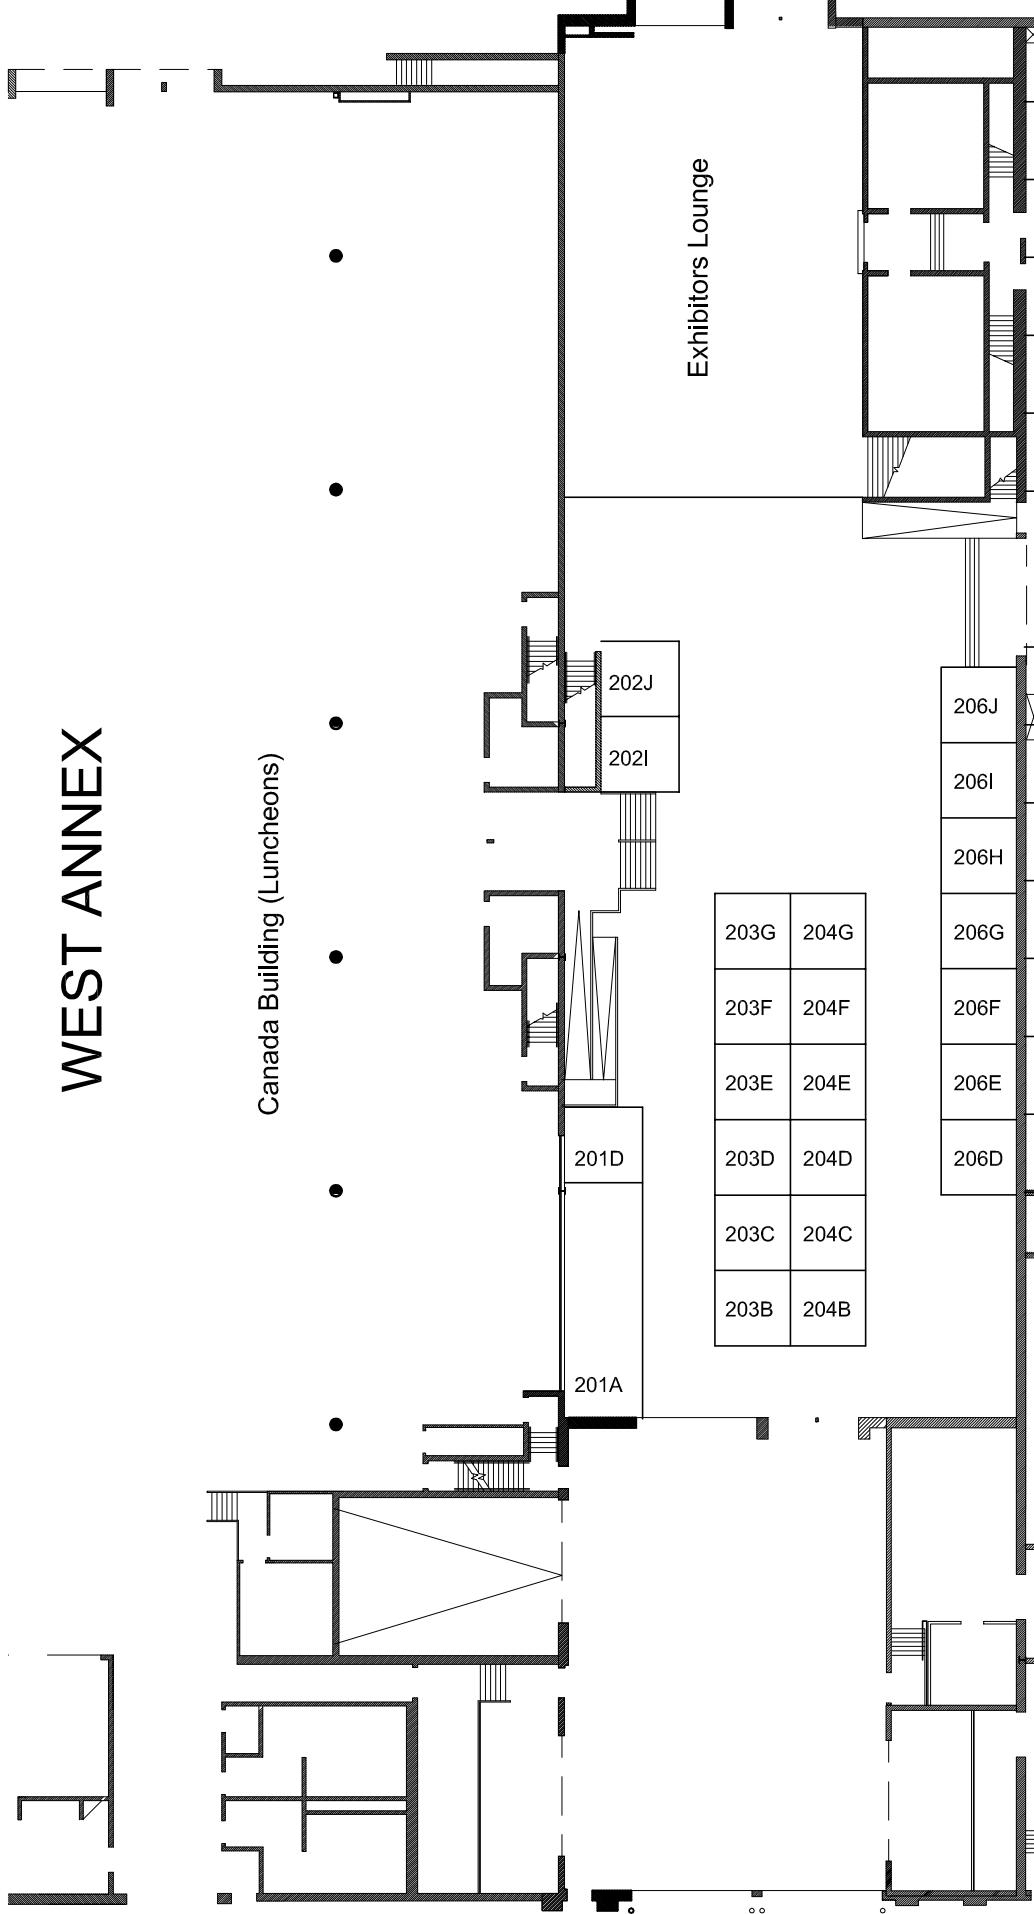 WEST ANNEX
Canada Building (Luncheons)
Exhibitors Lounge
202J
202I
206J
206I
206H
203G 204G 206G
203F 204F 206F
203E 204E 206E
201D 203D 204D 206D
203C 204C
203B 204B
201A